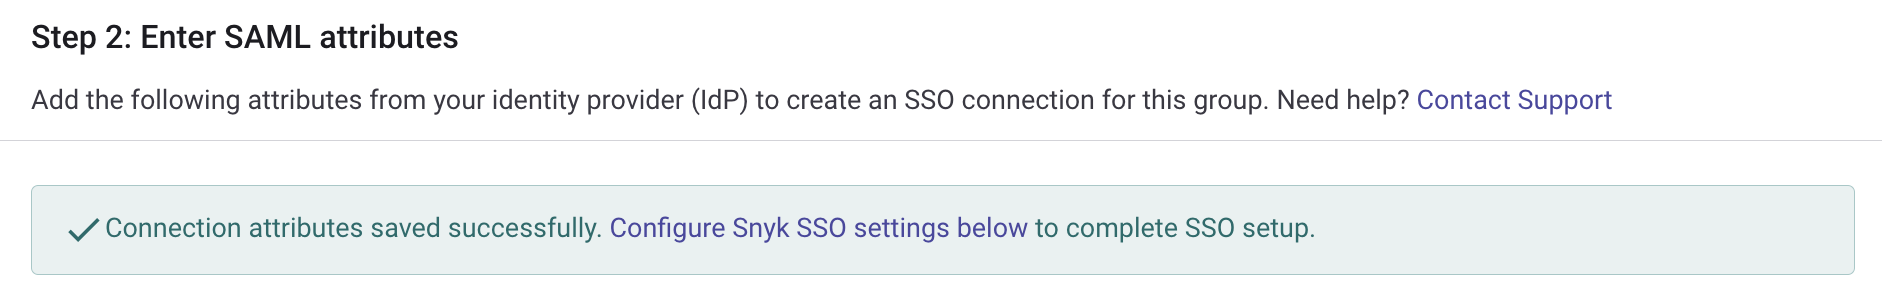 Step 2: Enter SAML attributes
Add the following attributes from your identity provider (IdP) to create an SSO connection for this group. Need help? Contact Support
Connection attributes saved successfully. Configure Snyk SSO settings below to complete SSO setup.